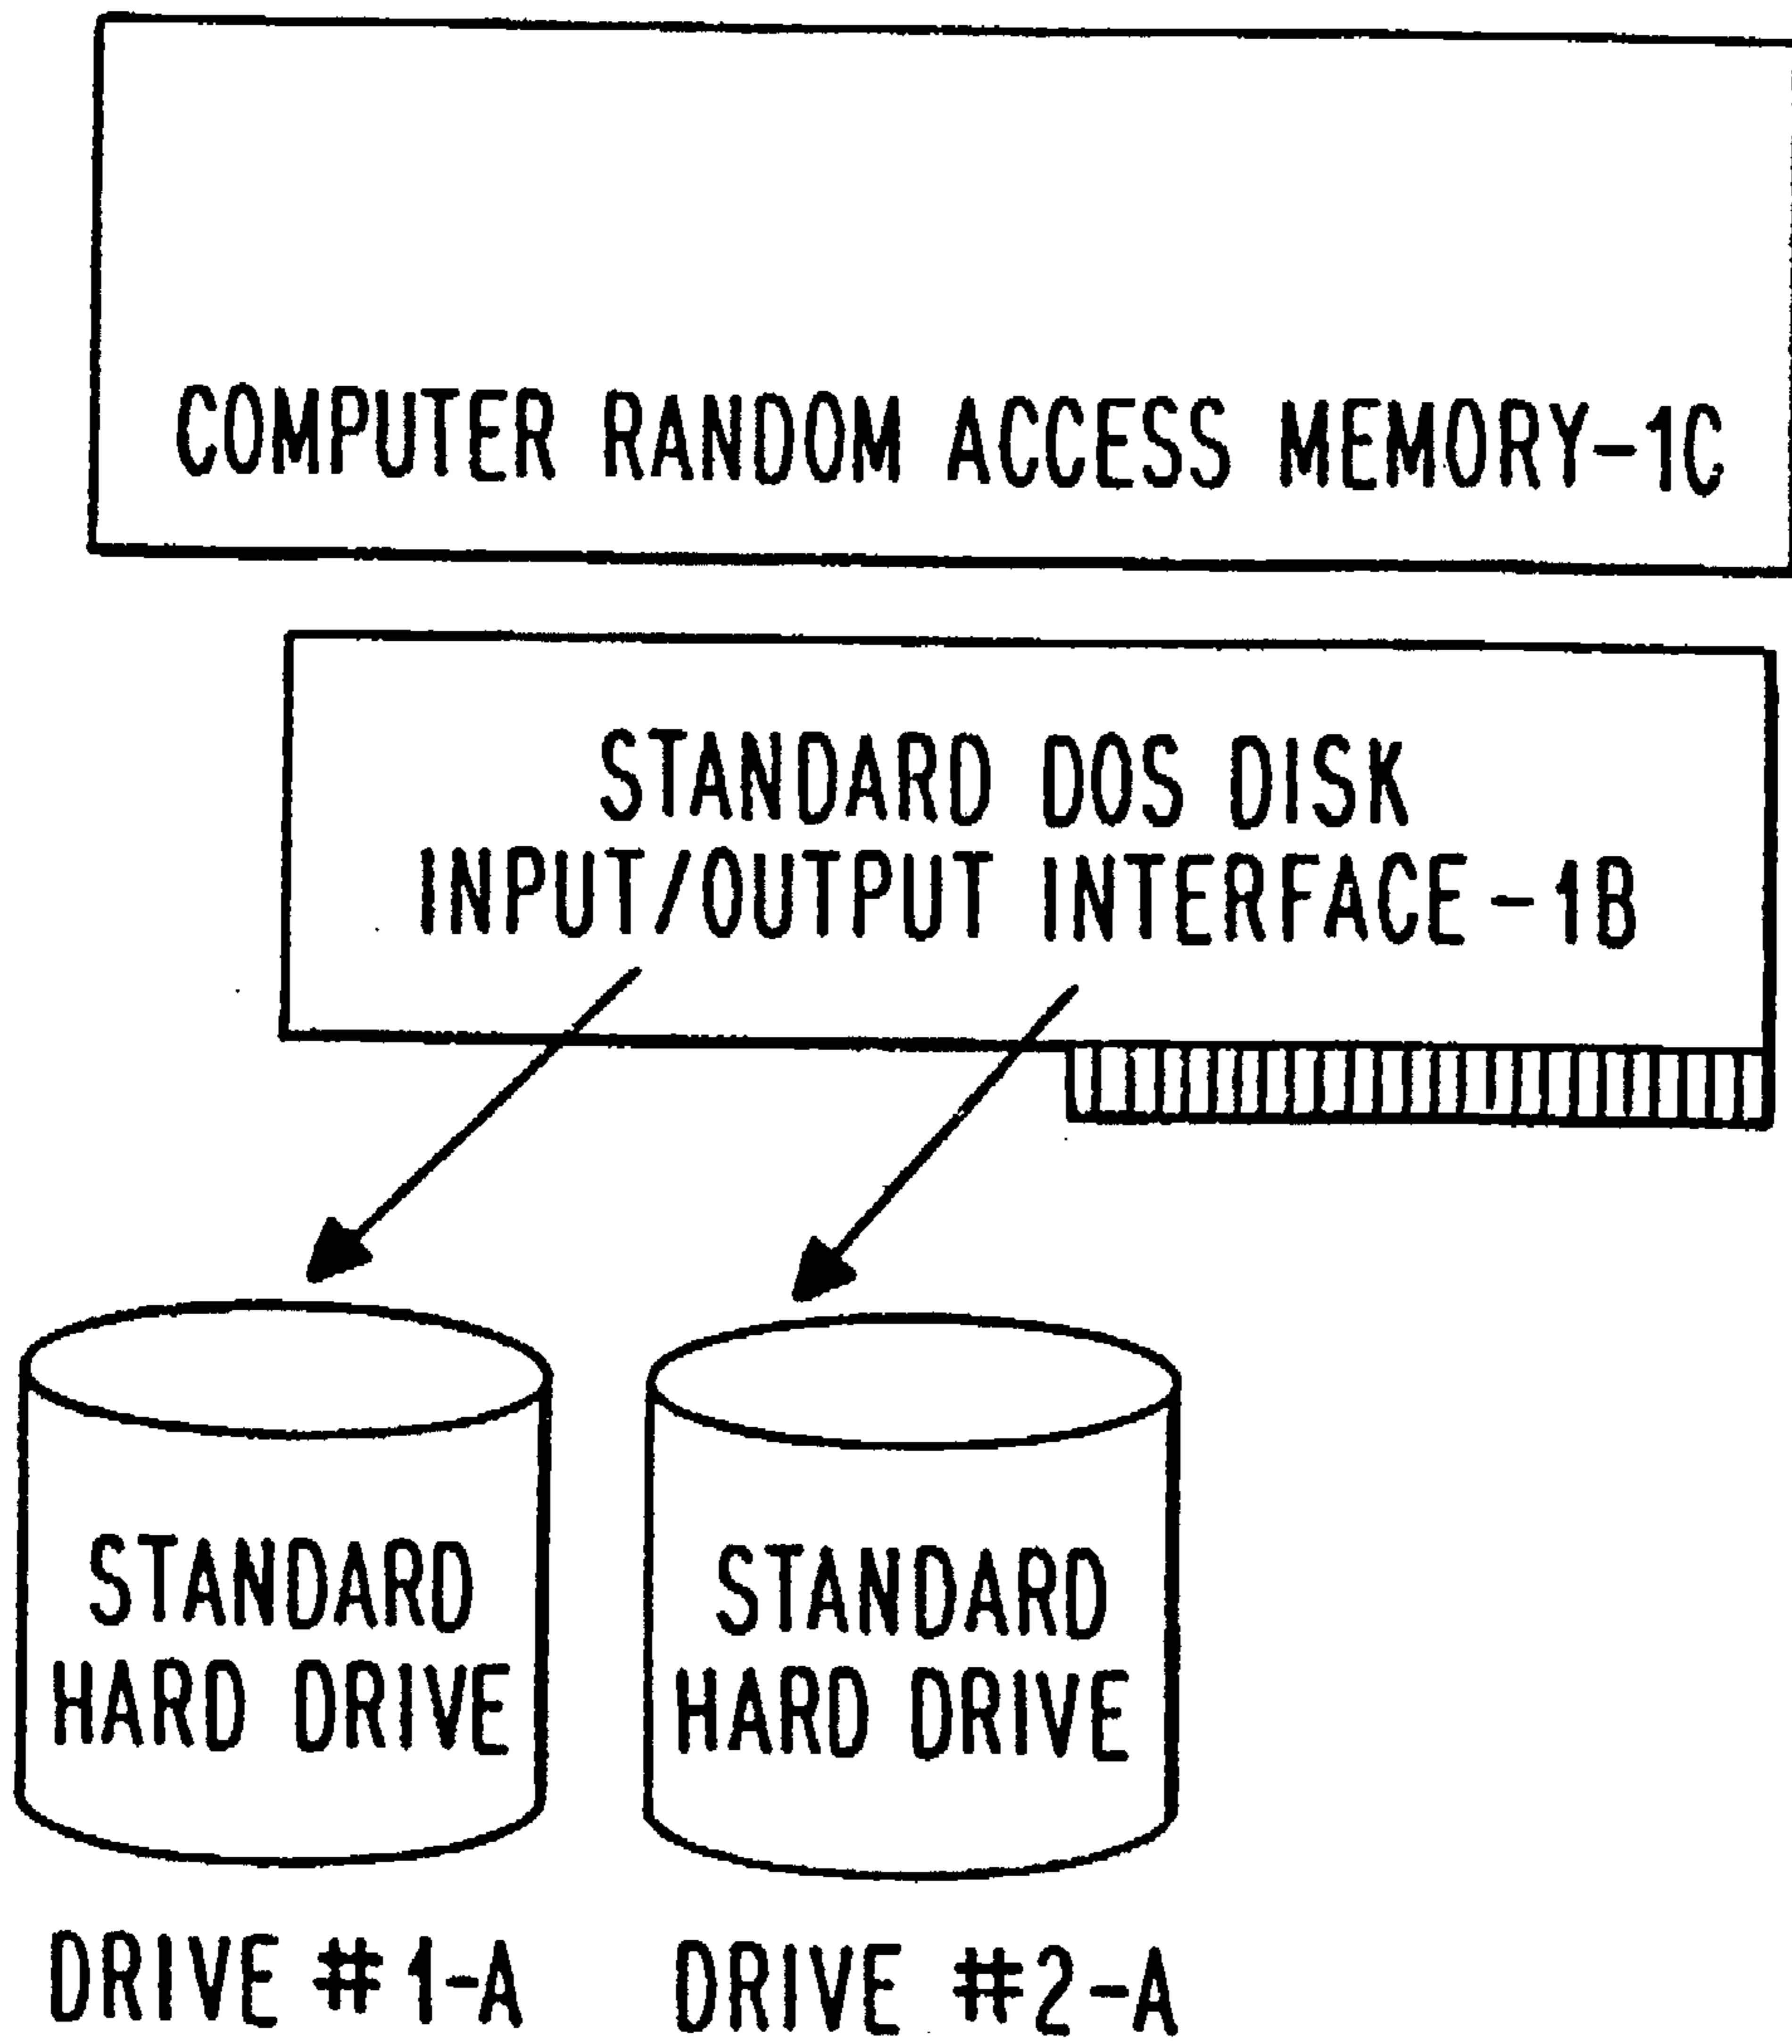 COMPUTER RANDOM ACCESS MEMORY-1C
STANDARD DOS DISK
INPUT/OUTPUT INTERFACE-1B
STANDARD
HARD DRIVE
STANDARD
HARD DRIVE
DRIVE #1-A
DRIVE #2-A